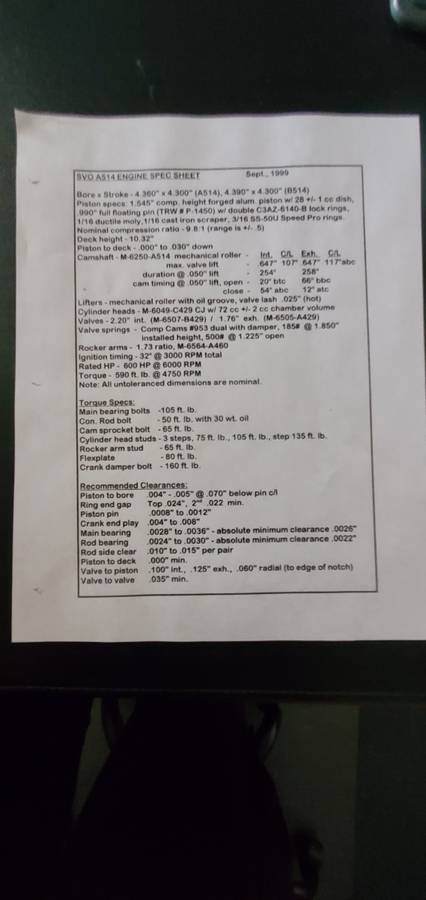 SVO A514 ENGINE SPEC SHEET Sept., 1999
Bore x Stroke - 4.360" x 4.300" (A514), 4.390" x 4.300" (B514)
Piston specs: 1.545" comp. height forged alum. piston w/ 28 +/- 1 cc dish,
.990" full floating pin (TRW # P-1450) w/ double C3AZ-6140-B lock rings,
1/16 ductile moly, 1/16 cast iron scraper, 3/16 SS-50U Speed Pro rings.
Nominal compression ratio - 9.8:1 (range is +/- .5)
Deck height - 10.32"
Piston to deck - .000" to .030" down
Camshaft - M-6250-A514 mechanical roller - Int. C/L Exh. C/L
max. valve lift - .647" 107° .647" 117°abc
duration @ .050" lift - 254° 258°
cam timing @ .050" lift, open - 20° btc 66° bbc
close - 54° abc 12° atc
Lifters - mechanical roller with oil groove, valve lash .025" (hot)
Cylinder heads - M-6049-C429 CJ w/ 72 cc +/- 2 cc chamber volume
Valves - 2.20" int. (M-6507-B429) / 1.76" exh. (M-6505-A429)
Valve springs - Comp Cams #953 dual with damper, 185# @ 1.850"
installed height, 500# @ 1.225" open
Rocker arms - 1.73 ratio, M-6564-A460
Ignition timing - 32° @ 3000 RPM total
Rated HP - 600 HP @ 6000 RPM
Torque - 590 ft. lb. @ 4750 RPM
Note: All untoleranced dimensions are nominal.
Torque Specs:
Main bearing bolts -105 ft. lb.
Con. Rod bolt - 50 ft. lb. with 30 wt. oil
Cam sprocket bolt - 65 ft. lb.
Cylinder head studs - 3 steps, 75 ft. lb., 105 ft. lb., step 135 ft. lb.
Rocker arm stud - 65 ft. lb.
Flexplate - 80 ft. lb.
Crank damper bolt - 160 ft. lb.
Recommended Clearances:
Piston to bore .004" - .005" @ .070" below pin c/l
Ring end gap Top .024", 2nd .022 min.
Piston pin .0008" to .0012"
Crank end play .004" to .008"
Main bearing .0028" to .0036" - absolute minimum clearance .0026"
Rod bearing .0024" to .0030" - absolute minimum clearance .0022"
Rod side clear .010" to .015" per pair
Piston to deck .000" min.
Valve to piston .100" int., .125" exh., .060" radial (to edge of notch)
Valve to valve .035" min.